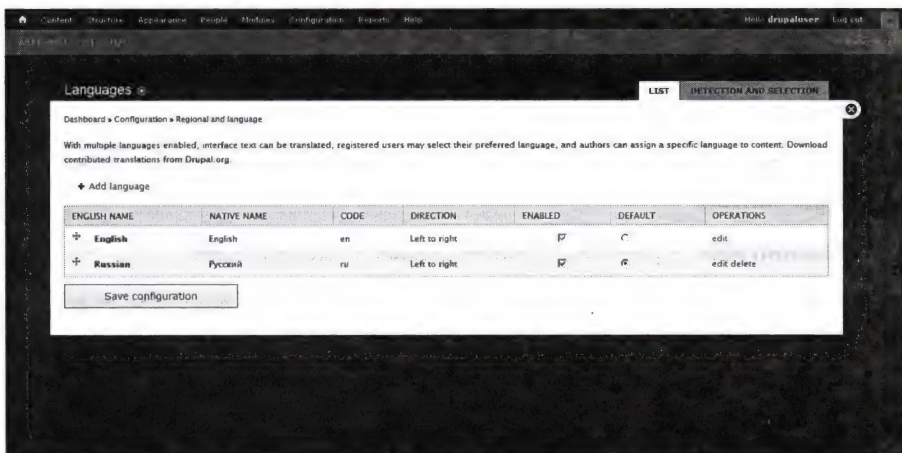 Content Structure Appearance People Modules Configuration Reports Help Hello drupaluser Log out
Languages
LIST DETECTION AND SELECTION
Dashboard » Configuration » Regional and language
With multiple languages enabled, interface text can be translated, registered users may select their preferred language, and authors can assign a specific language to content. Download
contributed translations from Drupal.org.
+ Add language
ENGLISH NAME NATIVE NAME CODE DIRECTION ENABLED DEFAULT OPERATIONS
English English en Left to right edit
Russian Русский ru Left to right edit delete
Save configuration